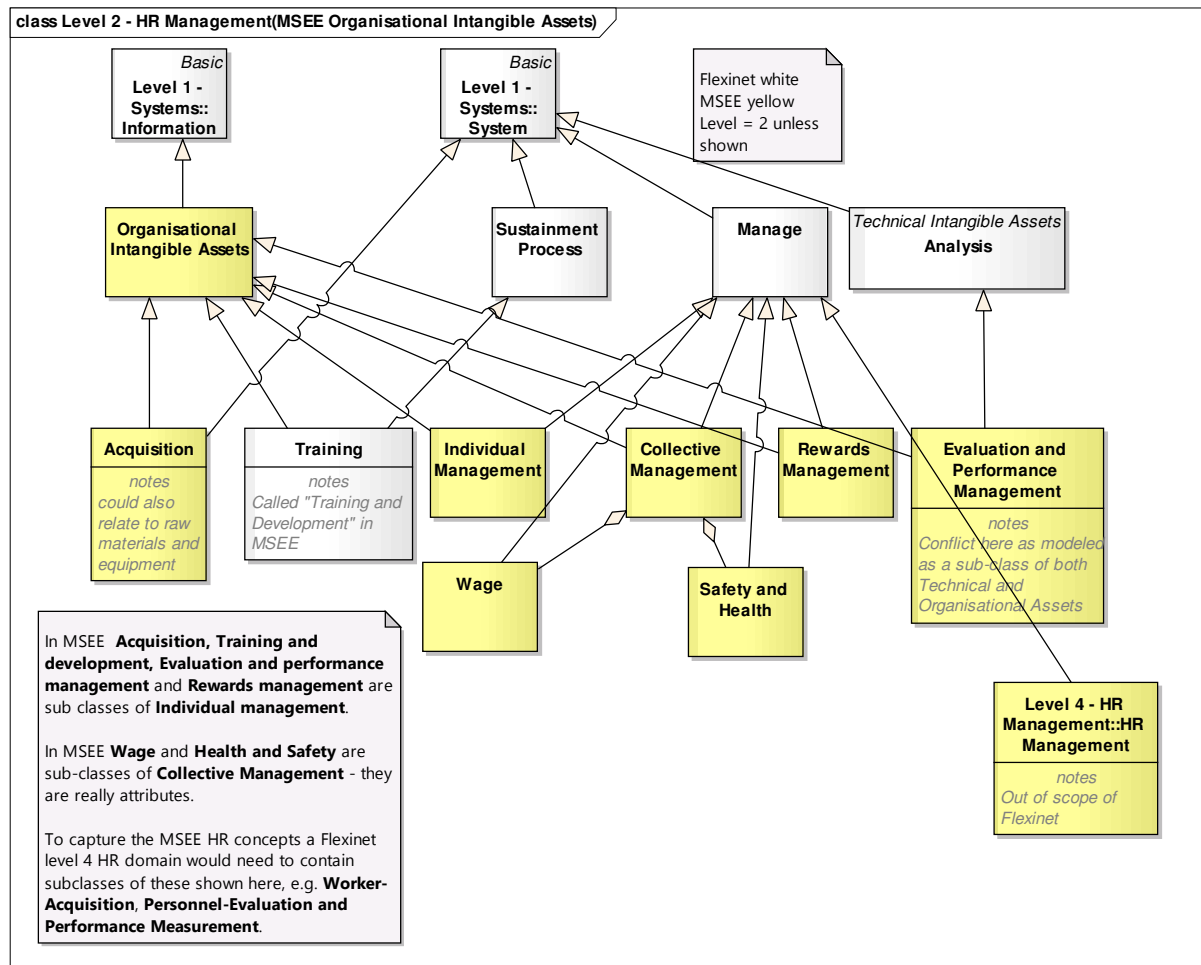 class Level 2 - HR Management(MSEE Organisational Intangible Assets)
Basic
Level 1 -
Systems::
Information
Basic
Level 1 -
Systems::
System
Flexinet white
MSEE yellow
Level = 2 unless
shown
Organisational
Intangible Assets
Sustainment
Process
Manage
Technical Intangible Assets
Analysis
Acquisition
notes
could also
relate to raw
materials and
equipment
Training
notes
Called "Training and
Development" in
MSEE
Individual
Management
Collective
Management
Rewards
Management
Evaluation and
Performance
Management
notes
Conflict here as modeled
as a sub-class of both
Technical and
Organisational Assets
Wage
Safety and
Health
In MSEE Acquisition, Training and
development, Evaluation and performance
management and Rewards management are
sub classes of Individual management.
In MSEE Wage and Health and Safety are
sub-classes of Collective Management - they
are really attributes.
To capture the MSEE HR concepts a Flexinet
level 4 HR domain would need to contain
subclasses of these shown here, e.g. Worker-
Acquisition, Personnel-Evaluation and
Performance Measurement.
Level 4 - HR
Management::HR
Management
notes
Out of scope of
Flexinet